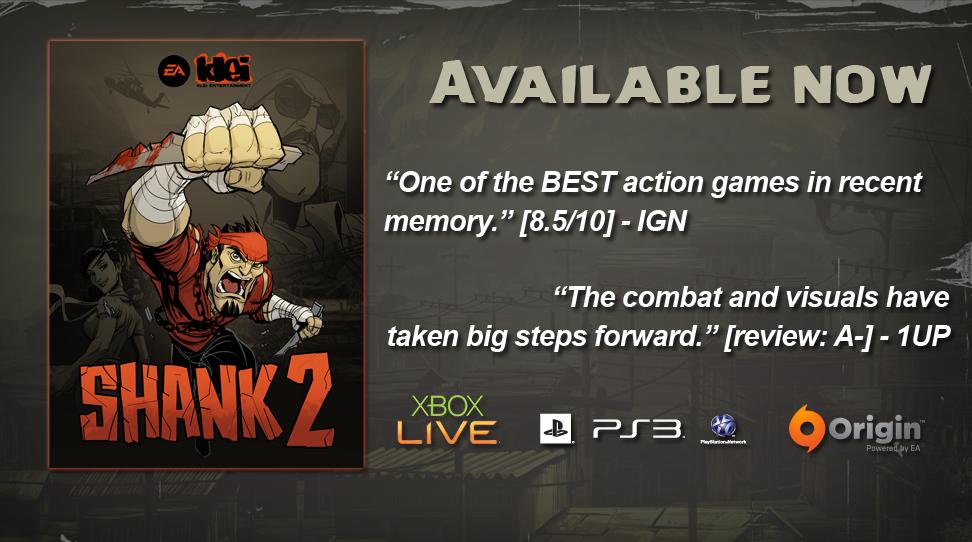 EA
klei
KLEI ENTERTAINMENT
SHANK 2
AVAILABLE NOW
“One of the BEST action games in recent
memory.” [8.5/10] - IGN
“The combat and visuals have
taken big steps forward.” [review: A-] - 1UP
XBOX
LIVE
PS3
PlayStation Network
Origin™
Powered by EA